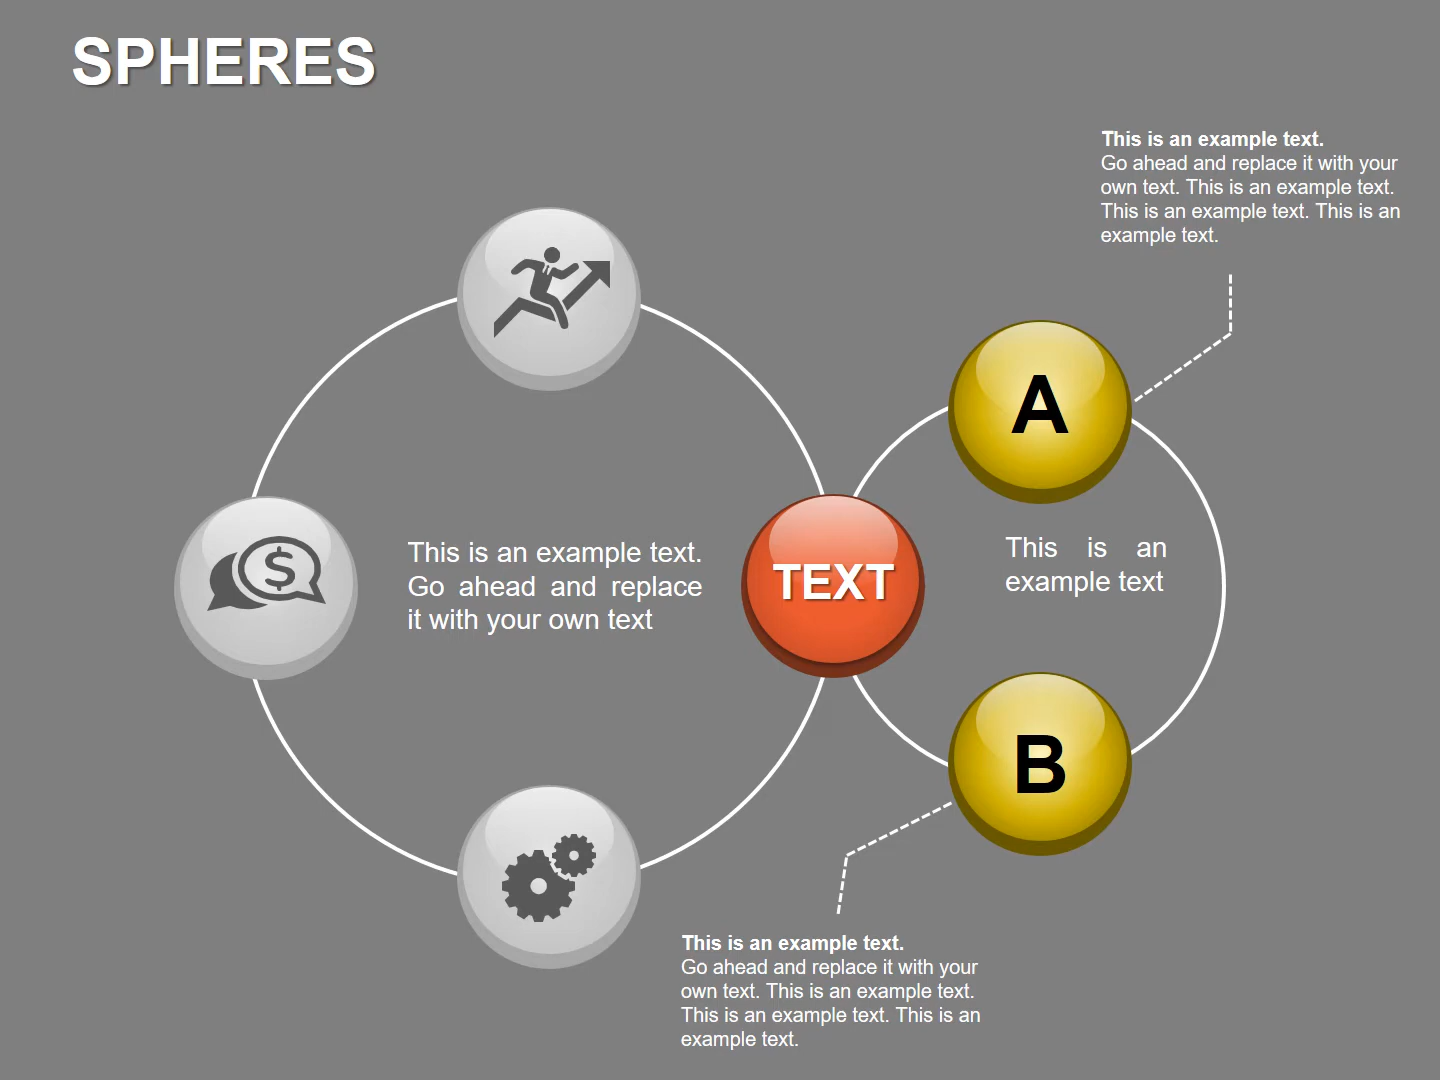 SPHERES
This is an example text.
Go ahead and replace it with your
own text. This is an example text.
This is an example text. This is an
example text.
A
This is an example text.
Go ahead and replace
it with your own text
$
TEXT
This is an
example text
B
This is an example text.
Go ahead and replace it with your
own text. This is an example text.
This is an example text. This is an
example text.